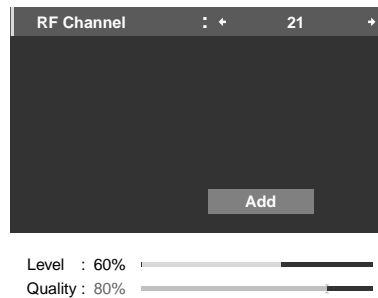 RF Channel : ← 21 →
Add
Level : 60%
Quality : 80%